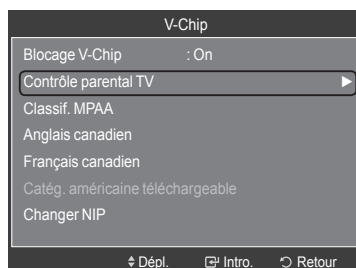 V-Chip
Blocage V-Chip : On
Contrôle parental TV
Classif. MPAA
Anglais canadien
Français canadien
Catég. américaine téléchargeable
Changer NIP
Dépl. Intro. Retour